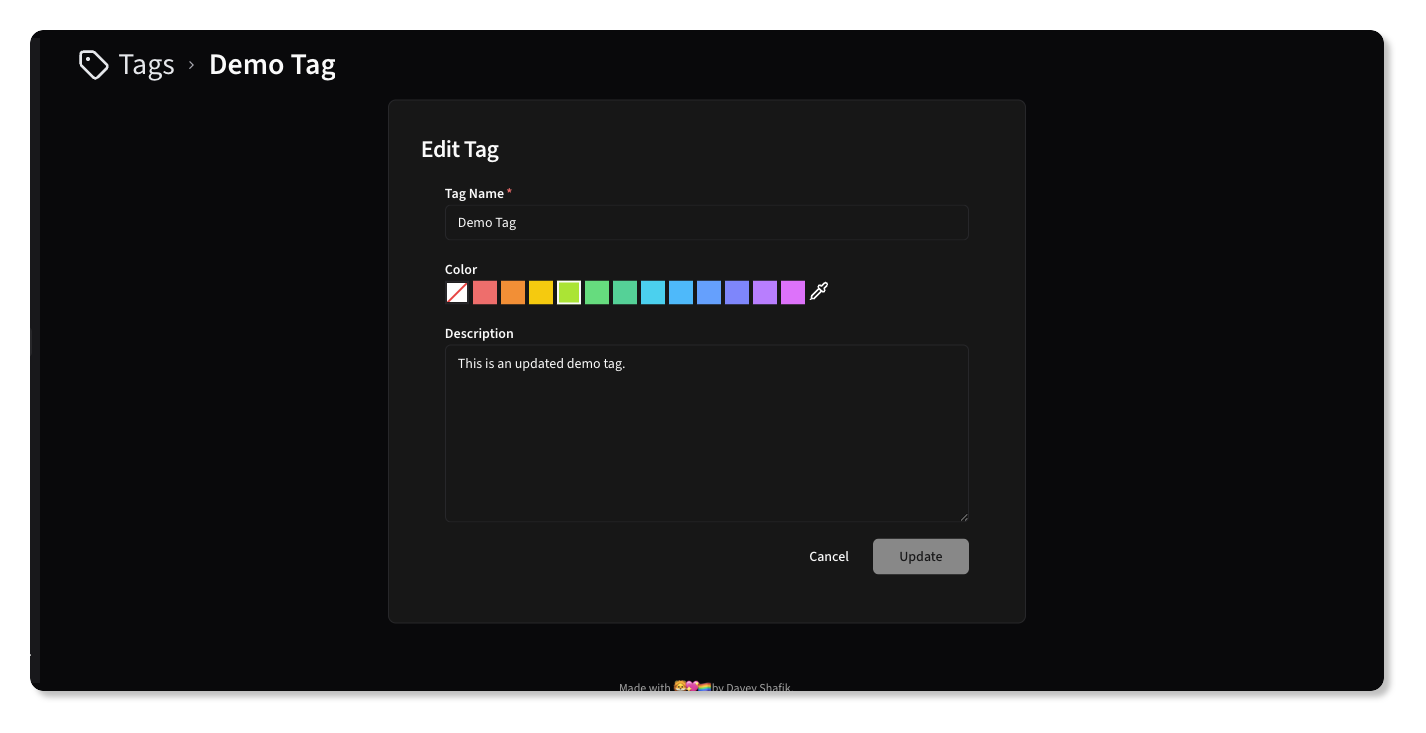 Tags › Demo Tag
Edit Tag
Tag Name *
Demo Tag
Color
Description
This is an updated demo tag.
Cancel
Update
Made with 🦁💖🌈 by Davey Shafik.